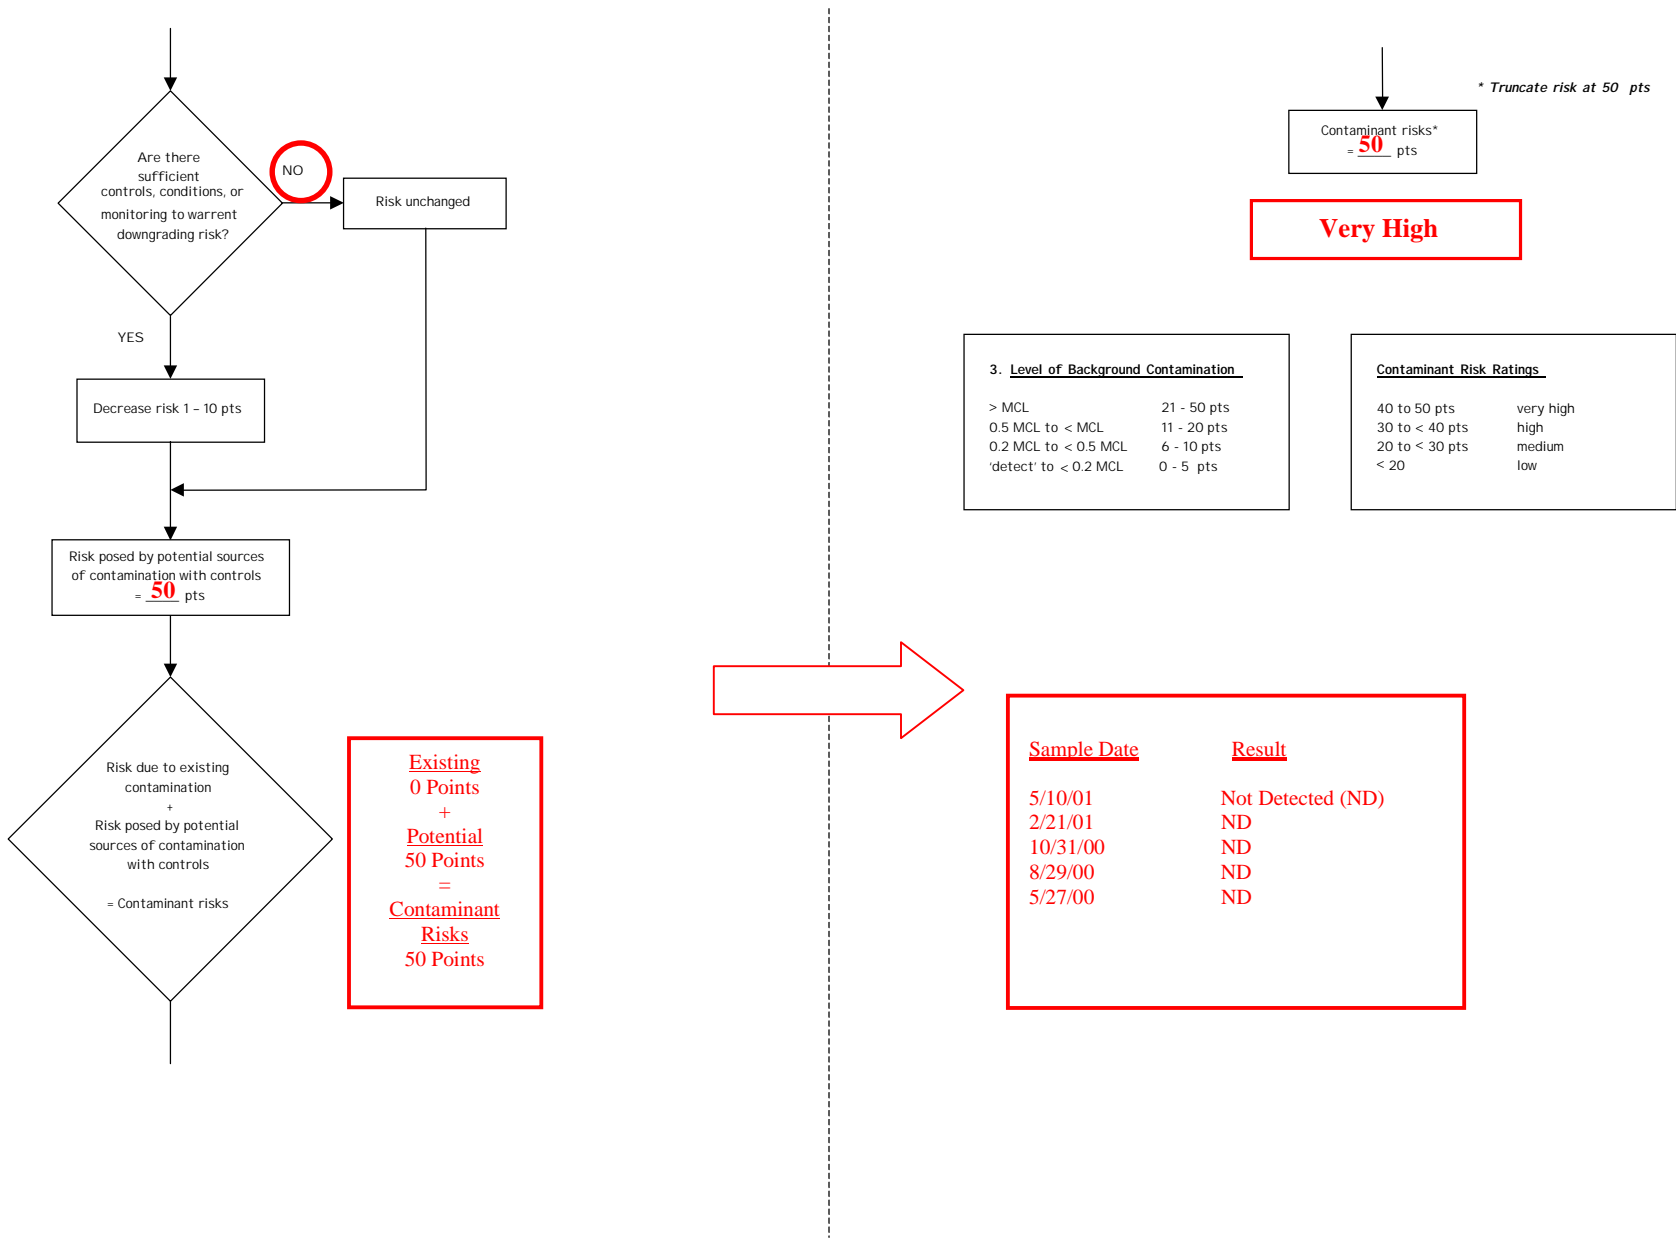 Are there
sufficient
controls, conditions, or
monitoring to warrent
downgrading risk?
NO
Risk unchanged
YES
Decrease risk 1 – 10 pts
Risk posed by potential sources
of contamination with controls
= 50 pts
Risk due to existing
contamination
+
Risk posed by potential
sources of contamination
with controls
= Contaminant risks
Existing
0 Points
+
Potential
50 Points
=
Contaminant
Risks
50 Points
* Truncate risk at 50 pts
Contaminant risks*
= 50 pts
Very High
3. Level of Background Contamination
> MCL 21 - 50 pts
0.5 MCL to < MCL 11 - 20 pts
0.2 MCL to < 0.5 MCL 6 - 10 pts
'detect' to < 0.2 MCL 0 - 5 pts
Contaminant Risk Ratings
40 to 50 pts very high
30 to < 40 pts high
20 to < 30 pts medium
< 20 low
Sample Date Result
5/10/01 Not Detected (ND)
2/21/01 ND
10/31/00 ND
8/29/00 ND
5/27/00 ND